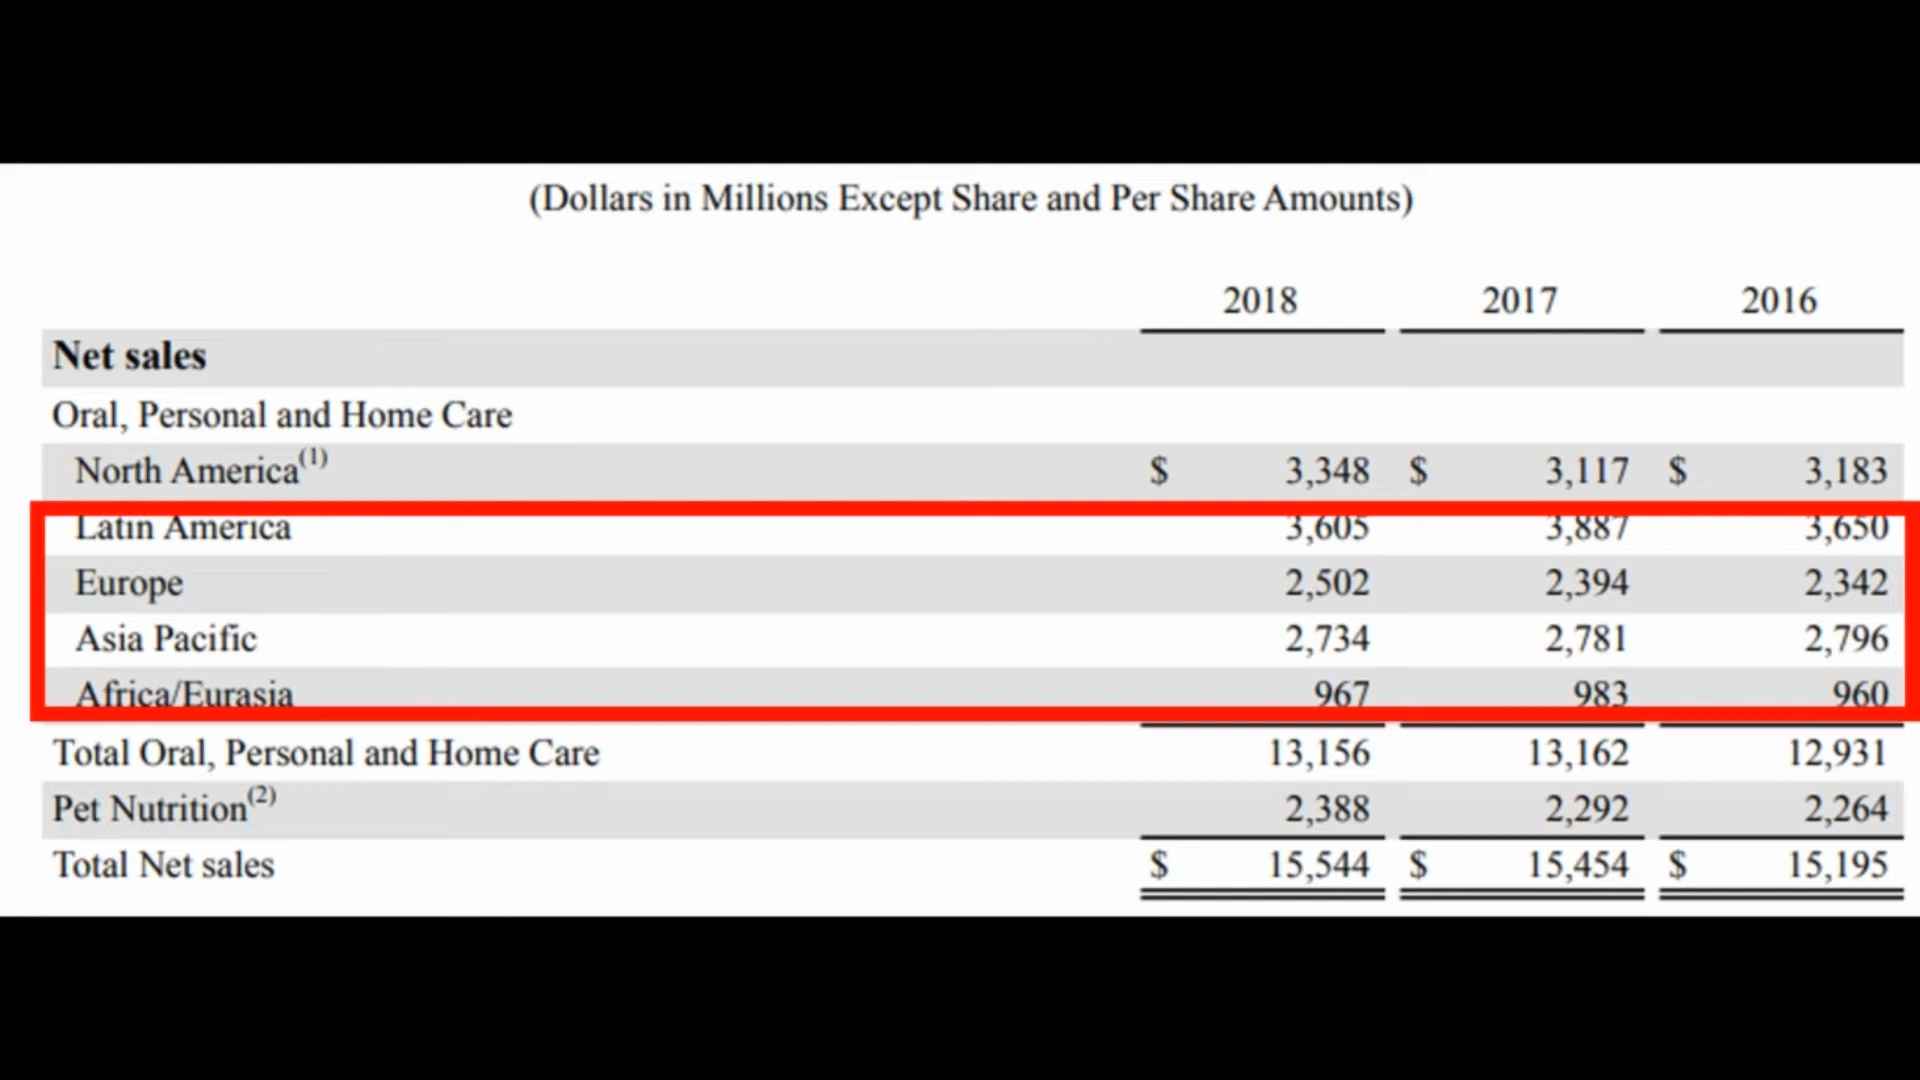 (Dollars in Millions Except Share and Per Share Amounts)
2018 2017 2016
Net sales
Oral, Personal and Home Care
North America(1) $ 3,348 $ 3,117 $ 3,183
Latin America 3,605 3,887 3,650
Europe 2,502 2,394 2,342
Asia Pacific 2,734 2,781 2,796
Africa/Eurasia 967 983 960
Total Oral, Personal and Home Care 13,156 13,162 12,931
Pet Nutrition(2) 2,388 2,292 2,264
Total Net sales $ 15,544 $ 15,454 $ 15,195